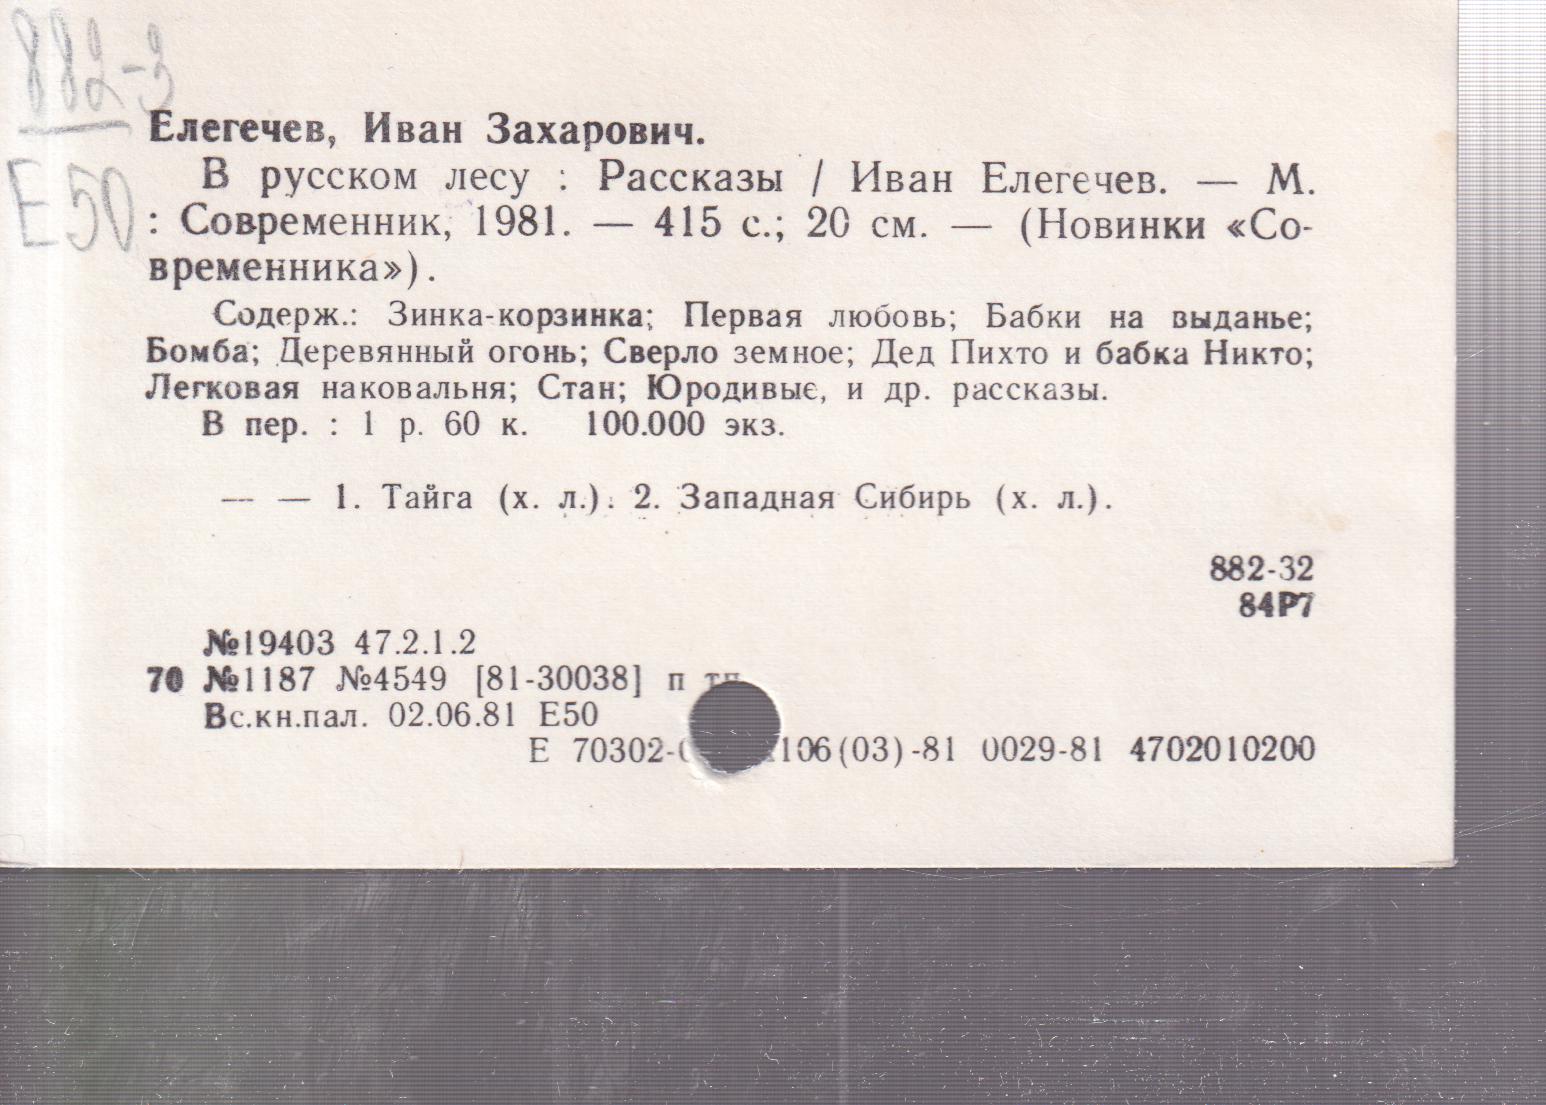 882-3
Е50
Елегечев, Иван Захарович.
В русском лесу : Рассказы / Иван Елегечев. — М.
: Современник, 1981. — 415 с.; 20 см. — (Новинки «Со-
временника»).
Содерж.: Зинка-корзинка; Первая любовь; Бабки на выданье;
Бомба; Деревянный огонь; Сверло земное; Дед Пихто и бабка Никто;
Легковая наковальня; Стан; Юродивые, и др. рассказы.
В пер. : 1 р. 60 к. 100.000 экз.
— — 1. Тайга (х. л.). 2. Западная Сибирь (х. л.).
882-32
84Р7
№19403 47.2.1.2
70 №1187 №4549 [81-30038] п тп
Вс.кн.пал. 02.06.81 Е50
Е 70302- 106(03)-81 0029-81 4702010200